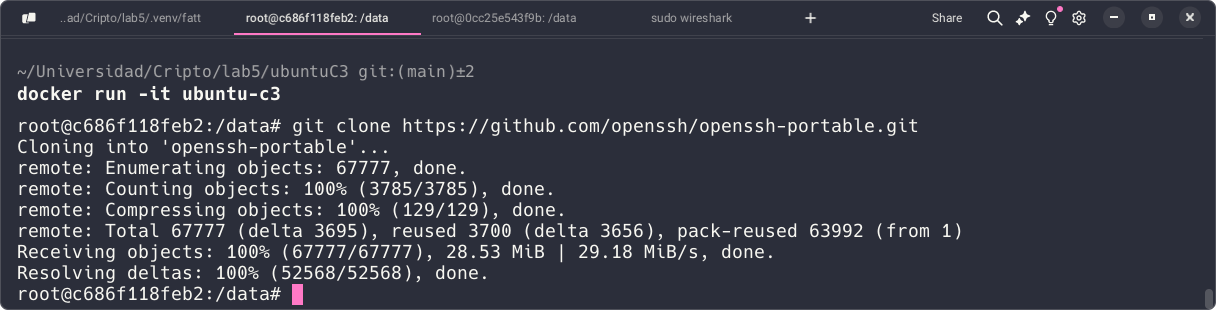 ..ad/Cripto/lab5/.venv/fatt
root@c686f118feb2: /data
root@0cc25e543f9b: /data
sudo wireshark
+
Share
~/Universidad/Cripto/lab5/ubuntuC3 git:(main)±2
docker run -it ubuntu-c3
root@c686f118feb2:/data# git clone https://github.com/openssh/openssh-portable.git
Cloning into 'openssh-portable'...
remote: Enumerating objects: 67777, done.
remote: Counting objects: 100% (3785/3785), done.
remote: Compressing objects: 100% (129/129), done.
remote: Total 67777 (delta 3695), reused 3700 (delta 3656), pack-reused 63992 (from 1)
Receiving objects: 100% (67777/67777), 28.53 MiB | 29.18 MiB/s, done.
Resolving deltas: 100% (52568/52568), done.
root@c686f118feb2:/data#